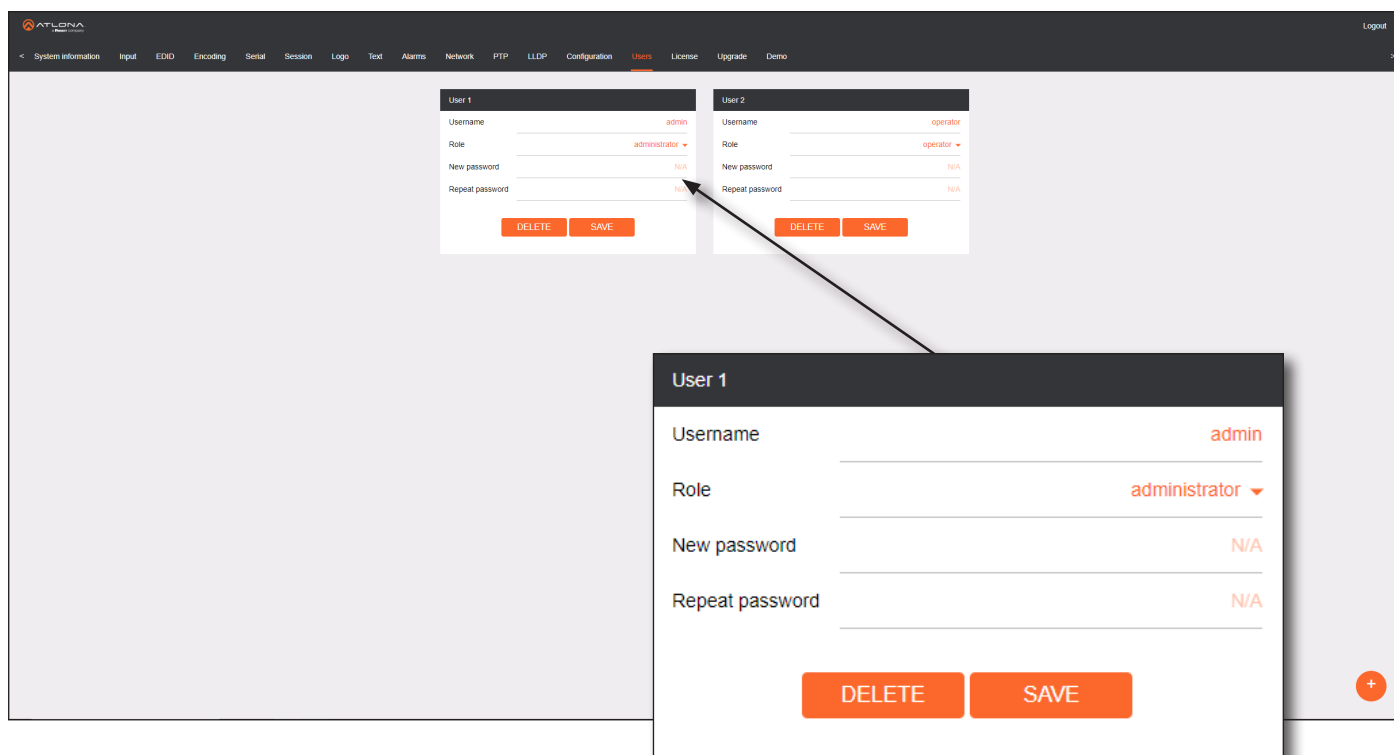 ATLONA
Logout
< System information Input EDID Encoding Serial Session Logo Text Alarms Network PTP LLDP Configuration Users License Upgrade Demo >
User 1
Username admin
Role administrator
New password N/A
Repeat password N/A
DELETE SAVE
User 2
Username operator
Role operator
New password N/A
Repeat password N/A
DELETE SAVE
User 1
Username admin
Role administrator
New password N/A
Repeat password N/A
DELETE SAVE
+